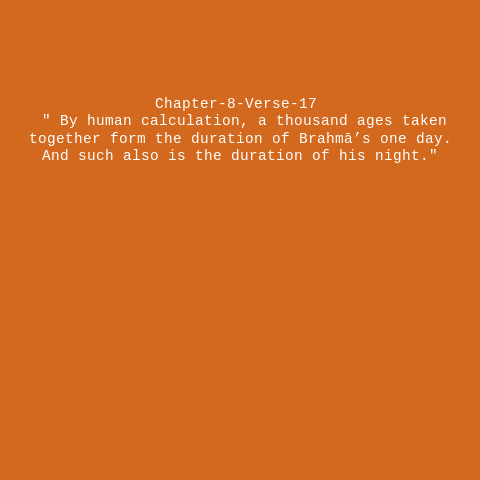 Chapter-8-Verse-17
" By human calculation, a thousand ages taken
together form the duration of Brahmā’s one day.
And such also is the duration of his night."